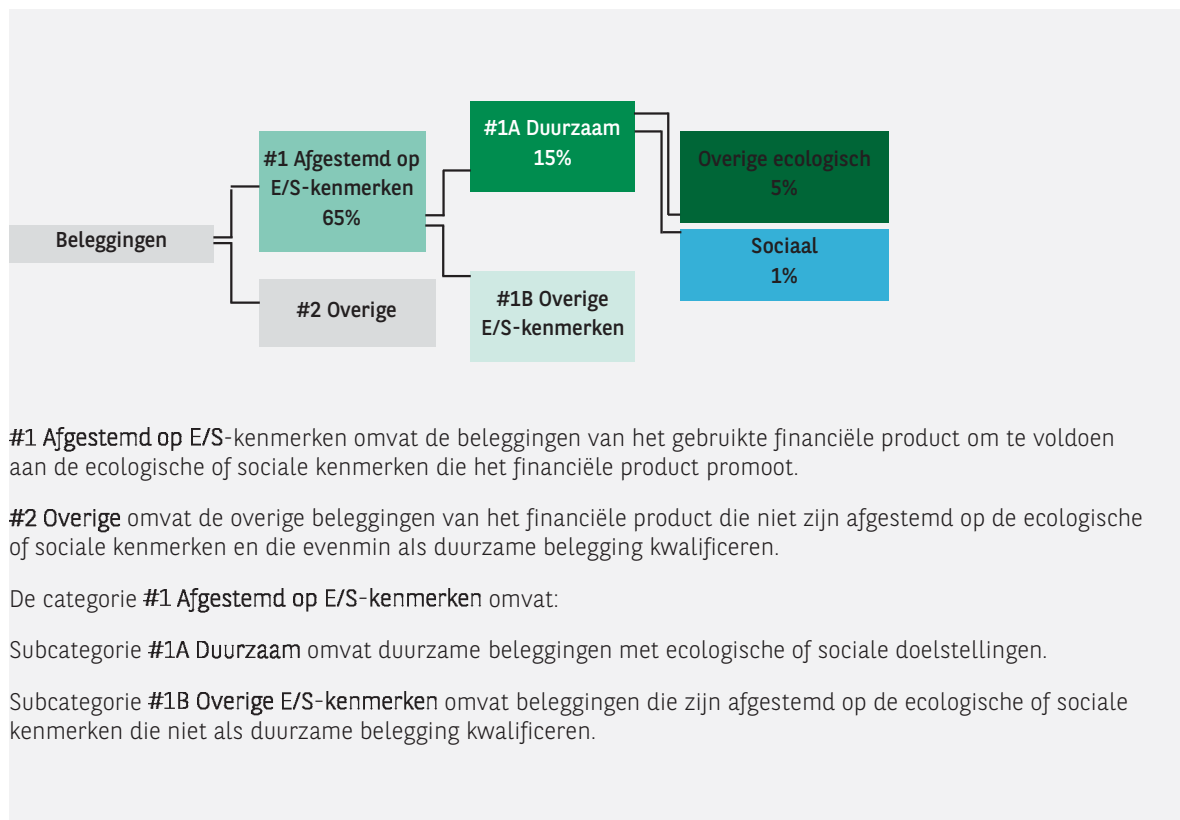 Beleggingen
#1 Afgestemd op
E/S-kenmerken
65%
#2 Overige
#1A Duurzaam
15%
#1B Overige
E/S-kenmerken
Overige ecologisch
5%
Sociaal
1%
#1 Afgestemd op E/S-kenmerken omvat de beleggingen van het gebruikte financiële product om te voldoen
aan de ecologische of sociale kenmerken die het financiële product promoot.
#2 Overige omvat de overige beleggingen van het financiële product die niet zijn afgestemd op de ecologische
of sociale kenmerken en die evenmin als duurzame belegging kwalificeren.
De categorie #1 Afgestemd op E/S-kenmerken omvat:
Subcategorie #1A Duurzaam omvat duurzame beleggingen met ecologische of sociale doelstellingen.
Subcategorie #1B Overige E/S-kenmerken omvat beleggingen die zijn afgestemd op de ecologische of sociale
kenmerken die niet als duurzame belegging kwalificeren.